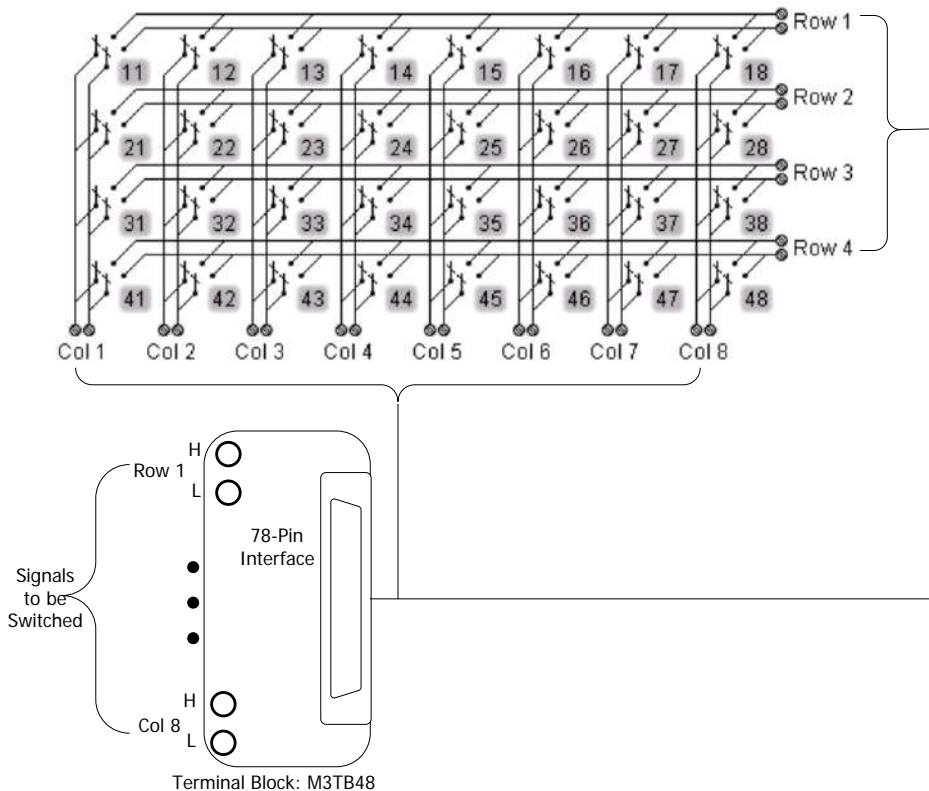 Row 1
11 12 13 14 15 16 17 18
Row 2
21 22 23 24 25 26 27 28
Row 3
31 32 33 34 35 36 37 38
Row 4
41 42 43 44 45 46 47 48
Col 1 Col 2 Col 3 Col 4 Col 5 Col 6 Col 7 Col 8
H
Row 1
L
78-Pin
Interface
Signals
to be
Switched
H
Col 8
L
Terminal Block: M3TB48